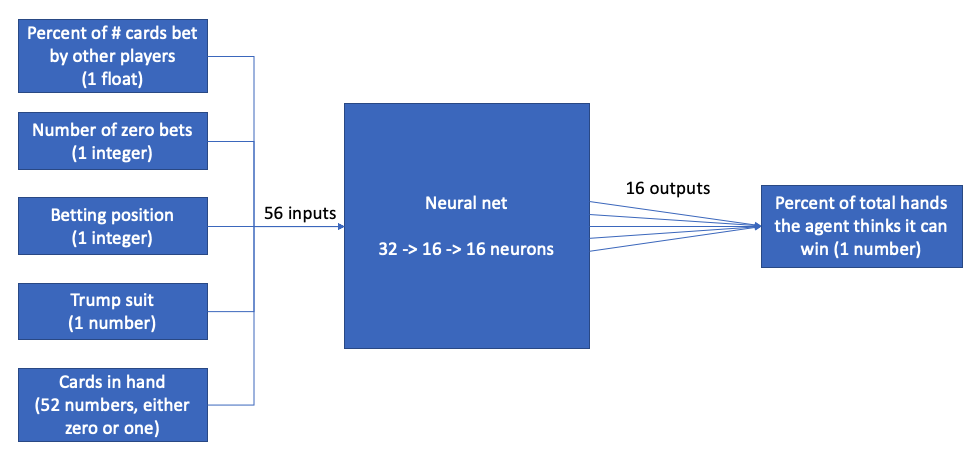 Percent of # cards bet
by other players
(1 float)
Number of zero bets
(1 integer)
Betting position
(1 integer)
Trump suit
(1 number)
Cards in hand
(52 numbers, either
zero or one)
56 inputs
Neural net
32 -> 16 -> 16 neurons
16 outputs
Percent of total hands
the agent thinks it can
win (1 number)